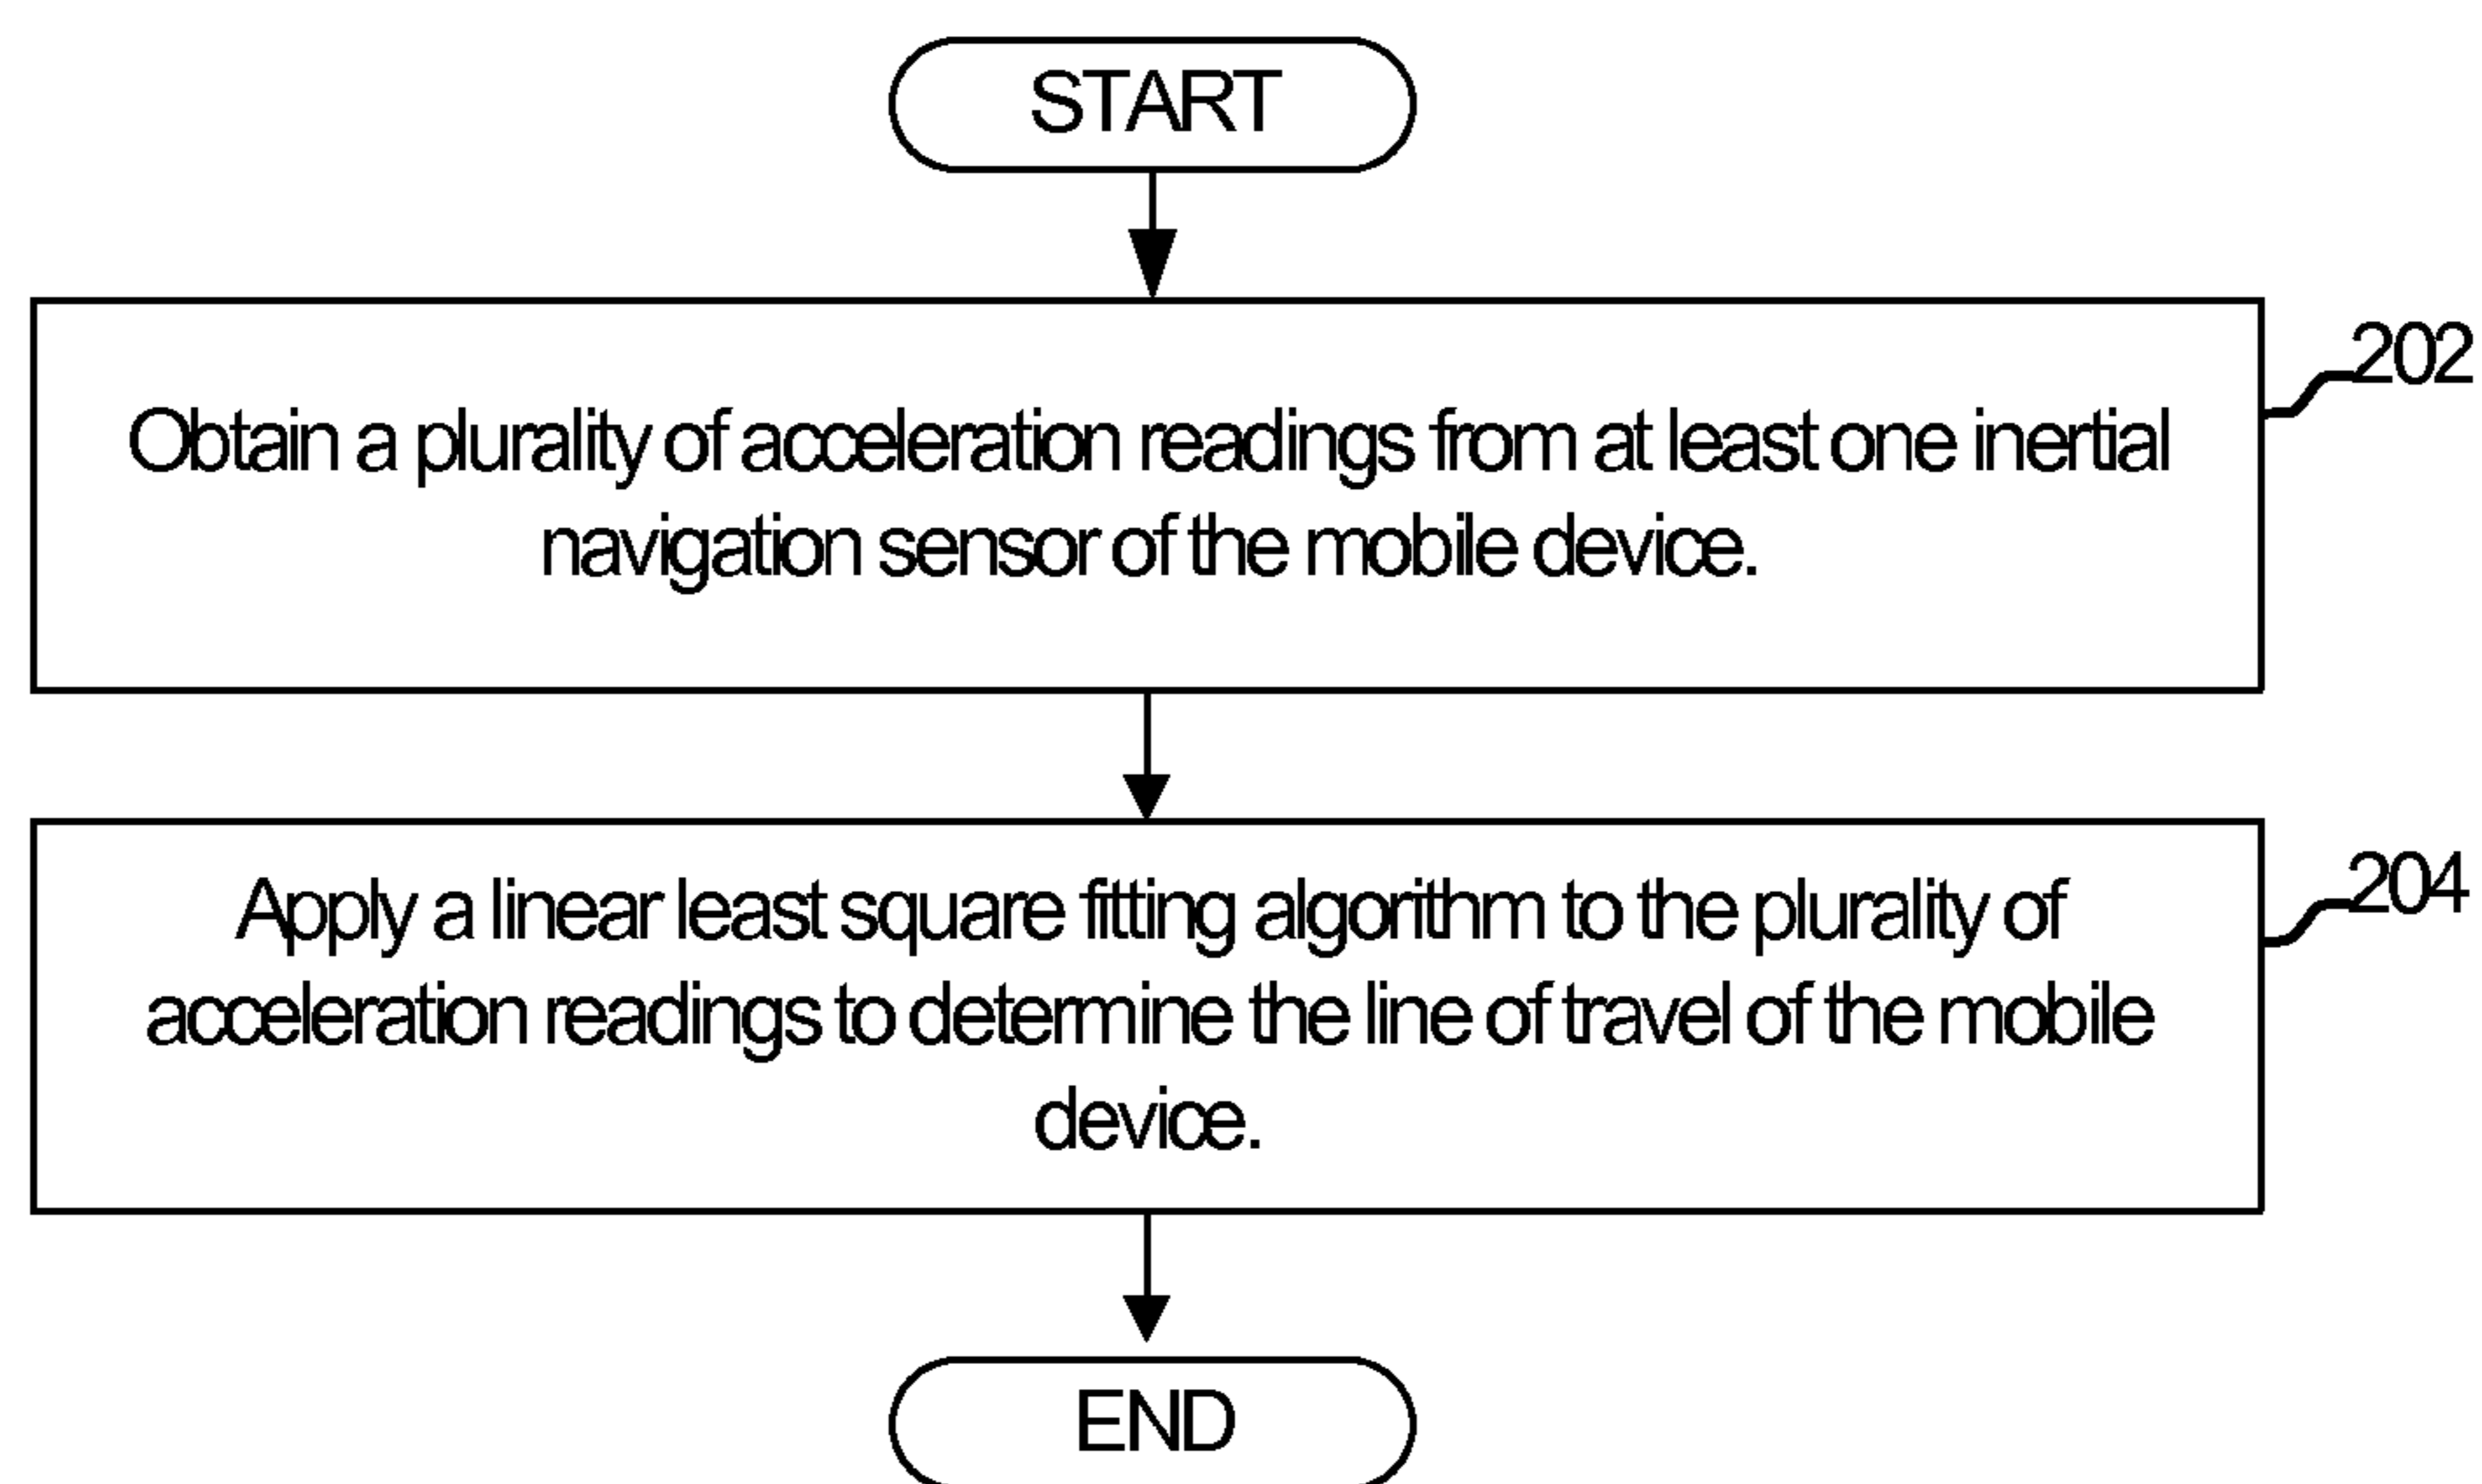 START
202
Obtain a plurality of acceleration readings from at least one inertial
navigation sensor of the mobile device.
204
Apply a linear least square fitting algorithm to the plurality of
acceleration readings to determine the line of travel of the mobile
device.
END